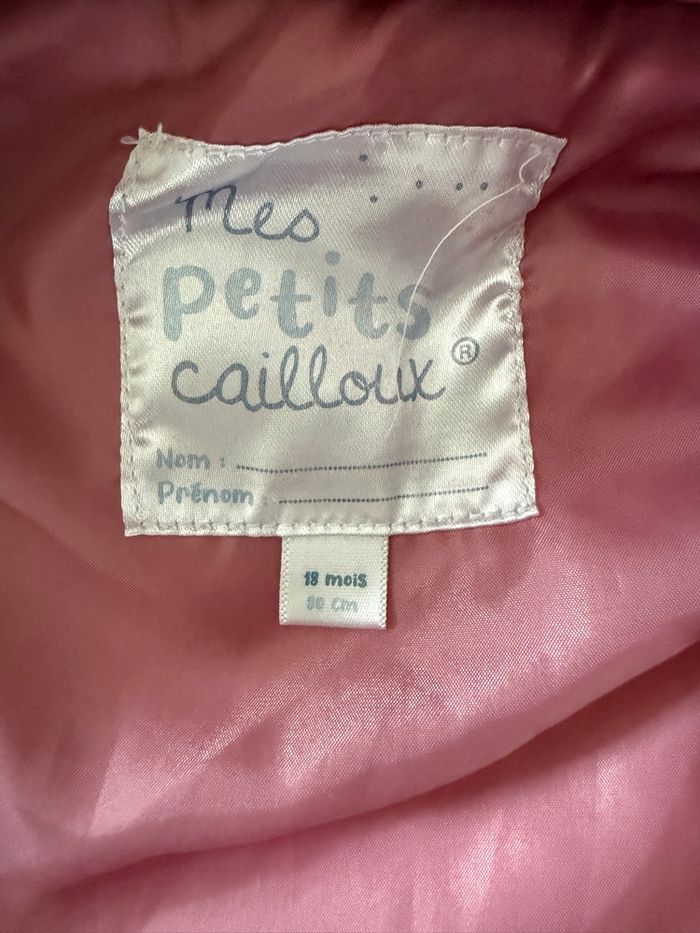 Mes
petits
cailloux®
Nom :
Prénom :
18 mois
80 cm